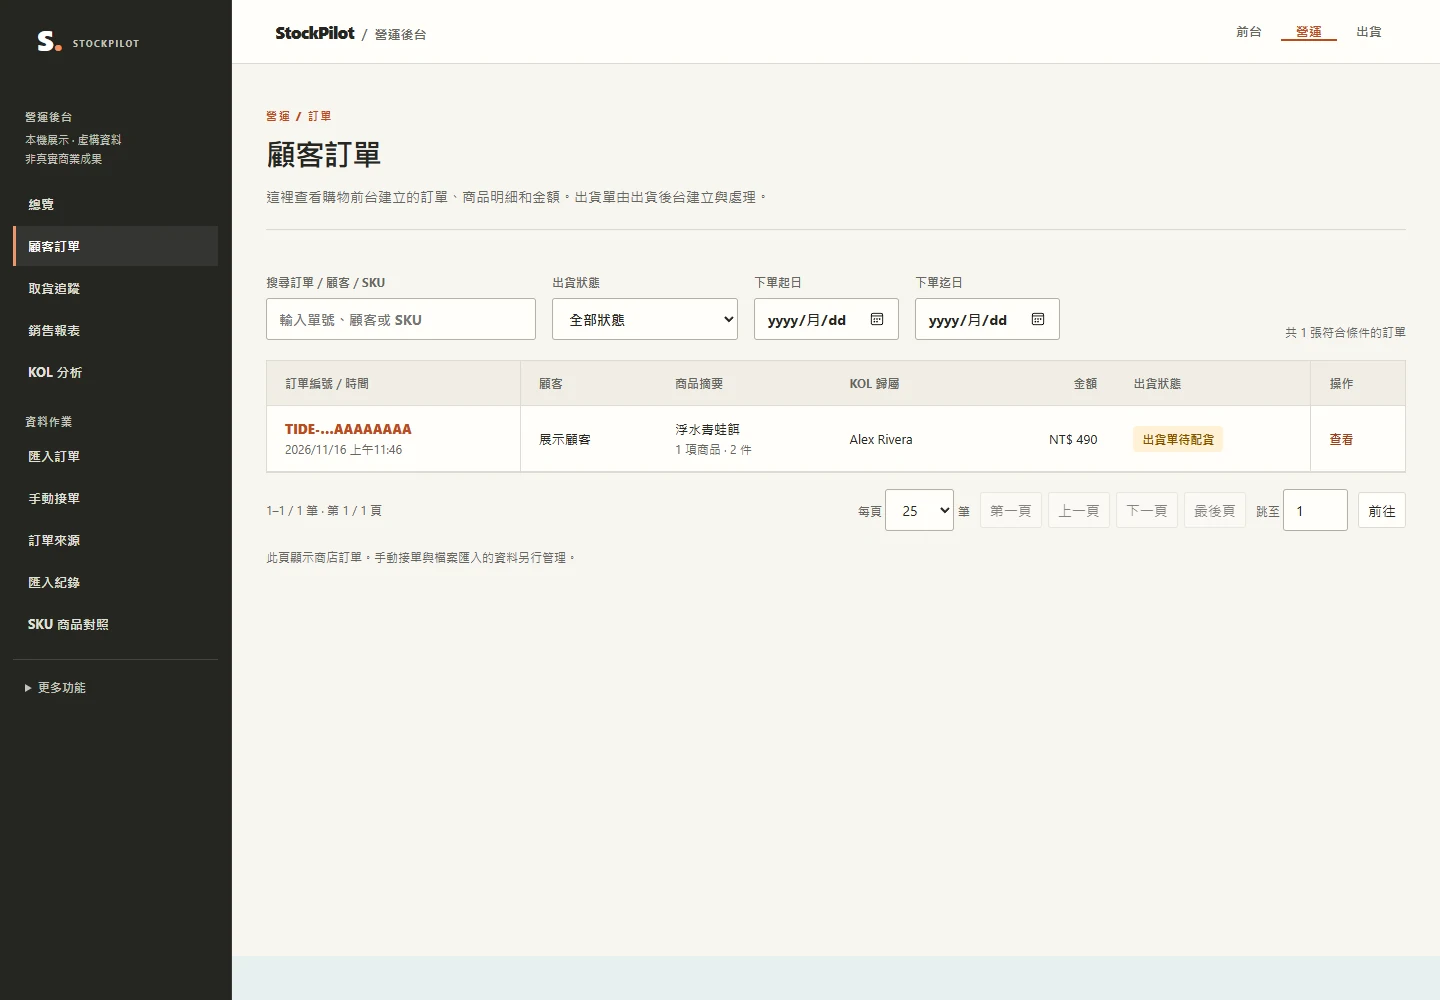 S. STOCKPILOT
營運後台
本機展示 · 虛構資料
非真實商業成果
總覽
顧客訂單
取貨追蹤
銷售報表
KOL 分析
資料作業
匯入訂單
手動接單
訂單來源
匯入紀錄
SKU 商品對照
▶ 更多功能
StockPilot / 營運後台
前台 營運 出貨
營運 / 訂單
顧客訂單
這裡查看購物前台建立的訂單、商品明細和金額。出貨單由出貨後台建立與處理。
搜尋訂單 / 顧客 / SKU 出貨狀態 下單起日 下單迄日
輸入單號、顧客或 SKU 全部狀態 yyyy/月/dd yyyy/月/dd
共 1 張符合條件的訂單
訂單編號 / 時間 顧客 商品摘要 KOL 歸屬 金額 出貨狀態 操作
TIDE-...AAAAAAAA
2026/11/16 上午11:46
展示顧客
浮水青蛙餌
1 項商品 · 2 件
Alex Rivera
NT$ 490
出貨單待配貨
查看
1–1 / 1 筆 · 第 1 / 1 頁
每頁 25 筆 第一頁 上一頁 下一頁 最後頁 跳至 1 前往
此頁顯示商店訂單。手動接單與檔案匯入的資料另行管理。